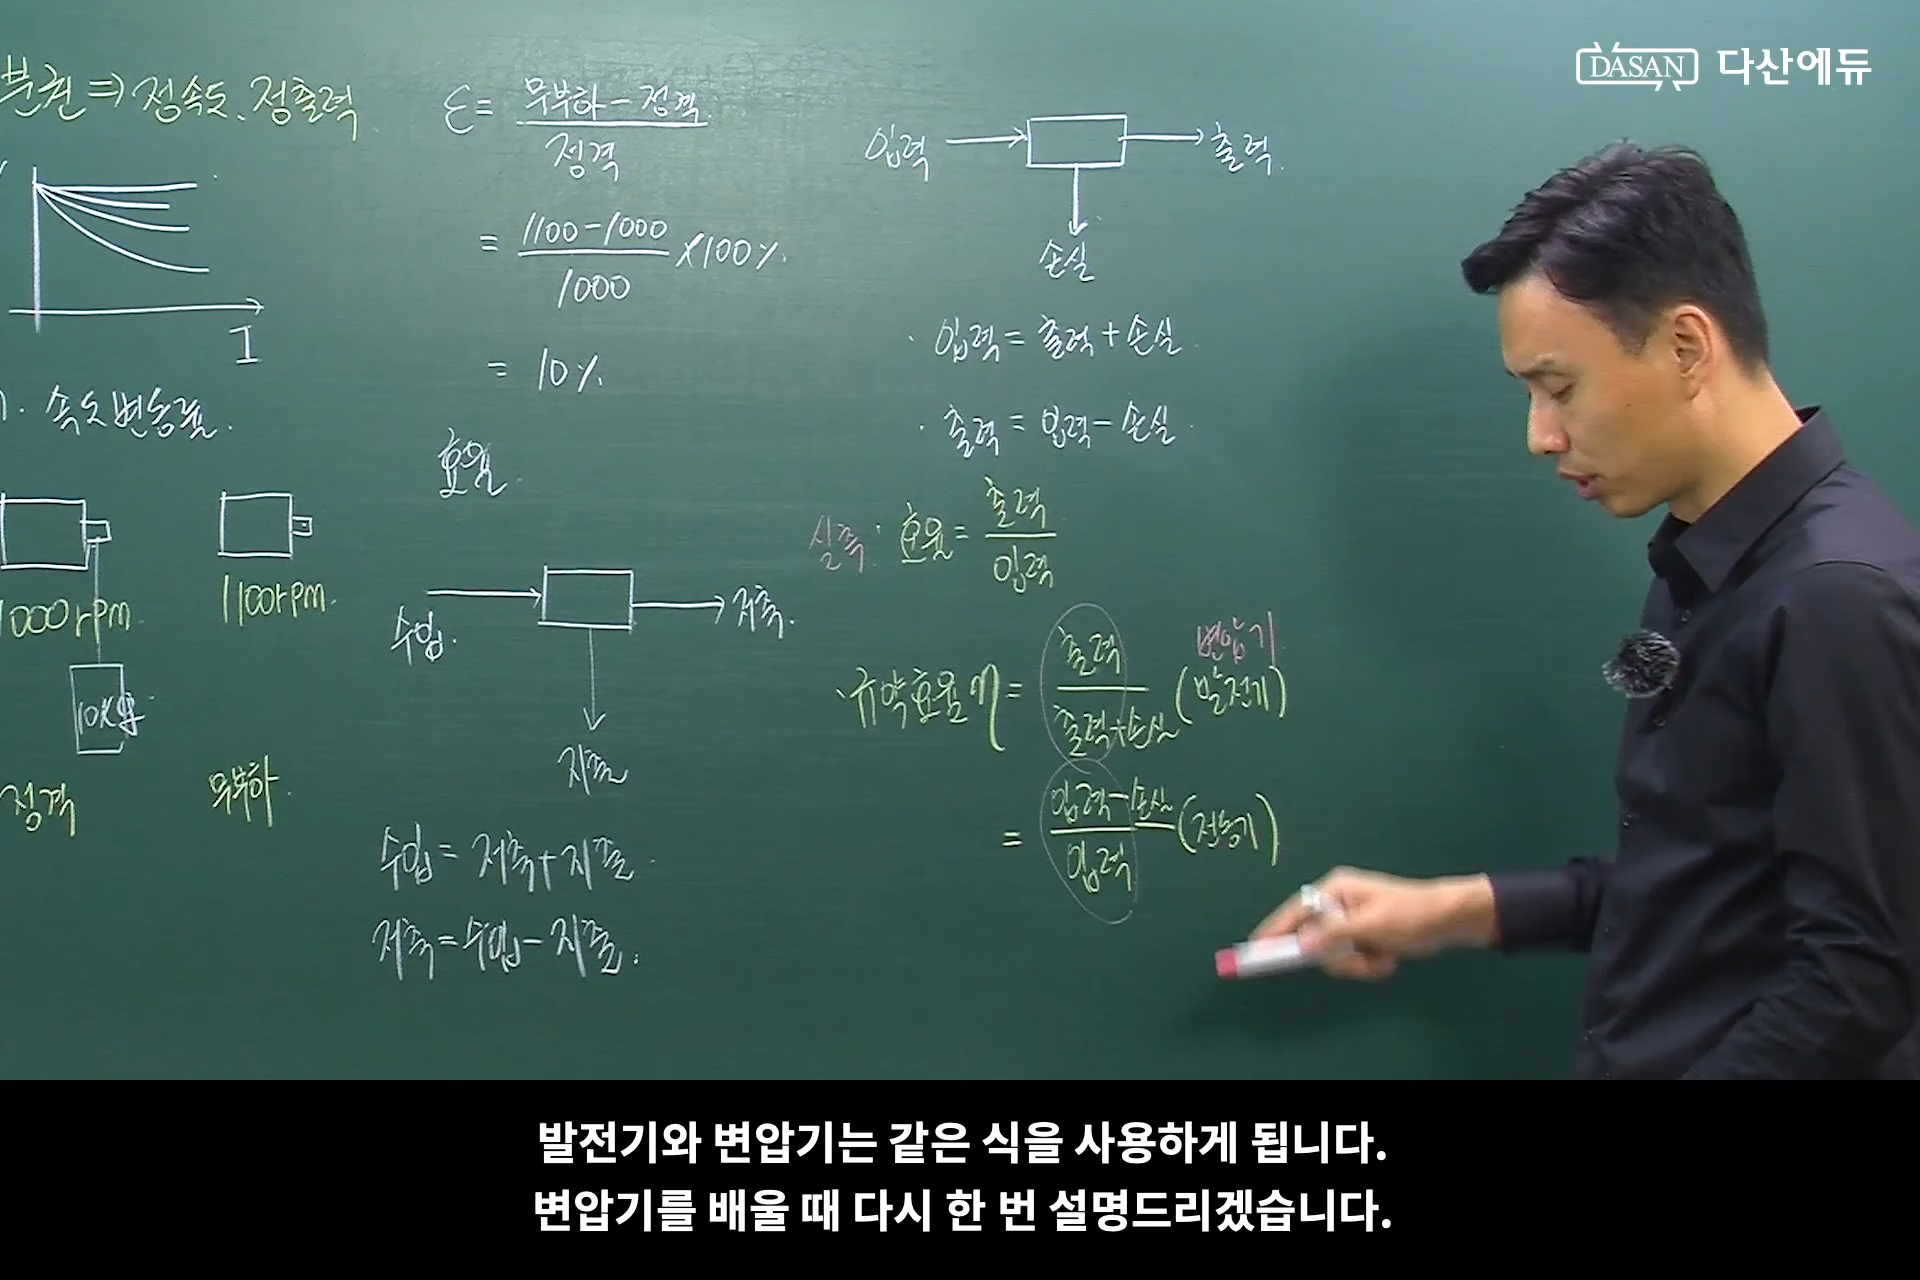 DASAN 다산에듀
분권 ⇒ 정속도, 정출력
I
속도변동률.
1000rpm.
1100rpm.
정격
무부하.
ε = 무부하 - 정격 / 정격
= 1100-1000 / 1000 ×100%.
= 10%.
효율.
수입.
저축.
지출
수입 = 저축 + 지출.
저축 = 수입 - 지출.
입력
출력.
손실
· 입력 = 출력 + 손실.
· 출력 = 입력 - 손실.
실측: 효율 = 출력 / 입력
· 규약효율 η = 출력 / 출력+손실 (발전기)
변압기
= 입력-손실 / 입력 (전동기)
발전기와 변압기는 같은 식을 사용하게 됩니다.
변압기를 배울 때 다시 한 번 설명드리겠습니다.